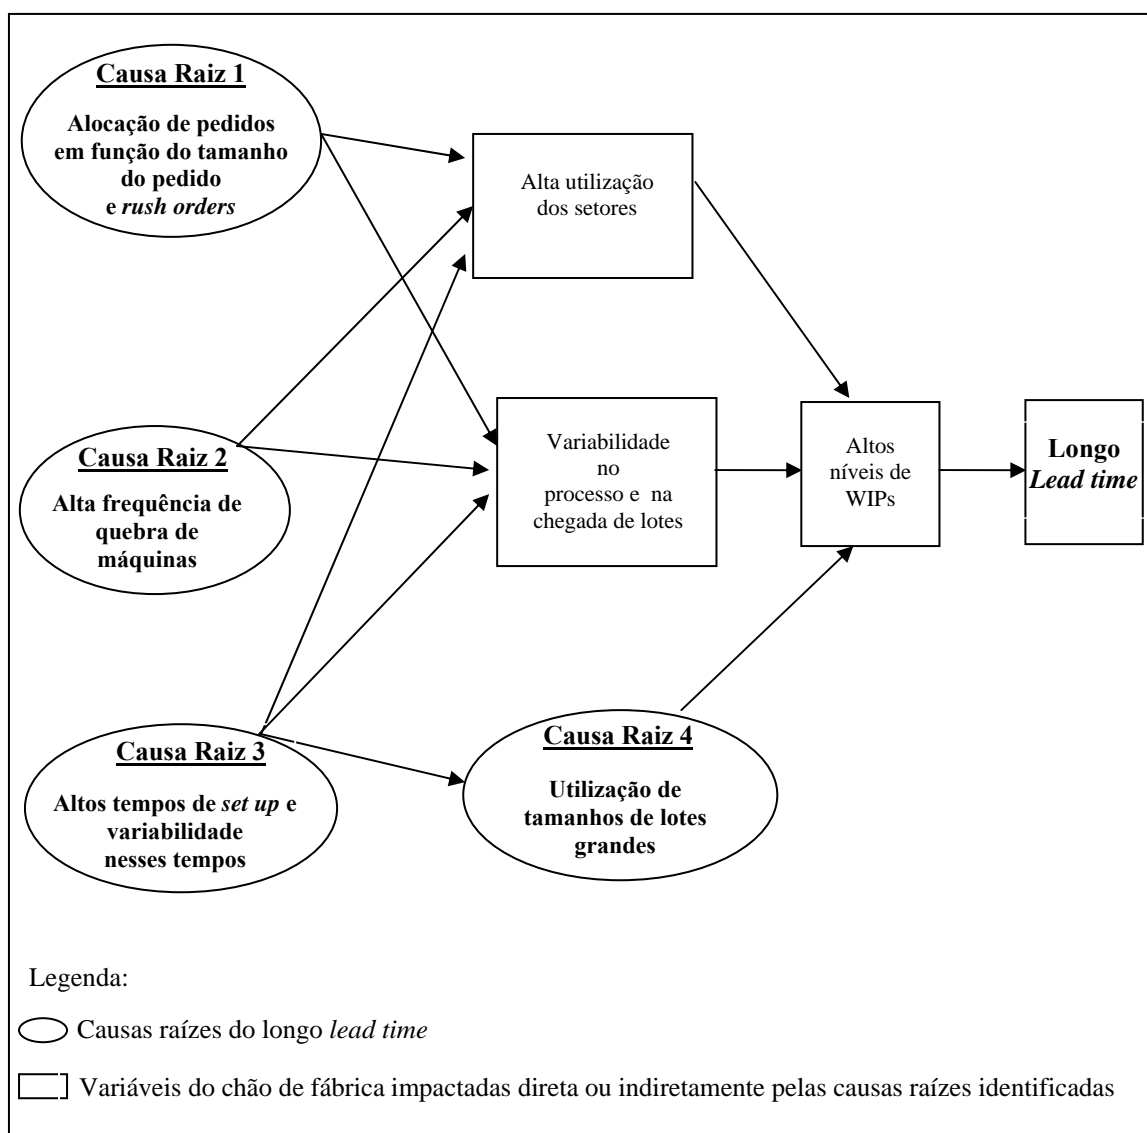 Causa Raiz 1
Alocação de pedidos
em função do tamanho
do pedido
e rush orders
Alta utilização
dos setores
Causa Raiz 2
Alta frequência de
quebra de
máquinas
Variabilidade
no
processo e na
chegada de lotes
Altos
níveis de
WIPs
Longo
Lead time
Causa Raiz 3
Altos tempos de set up e
variabilidade
nesses tempos
Causa Raiz 4
Utilização de
tamanhos de lotes
grandes
Legenda:
Causas raízes do longo lead time
Variáveis do chão de fábrica impactadas direta ou indiretamente pelas causas raízes identificadas